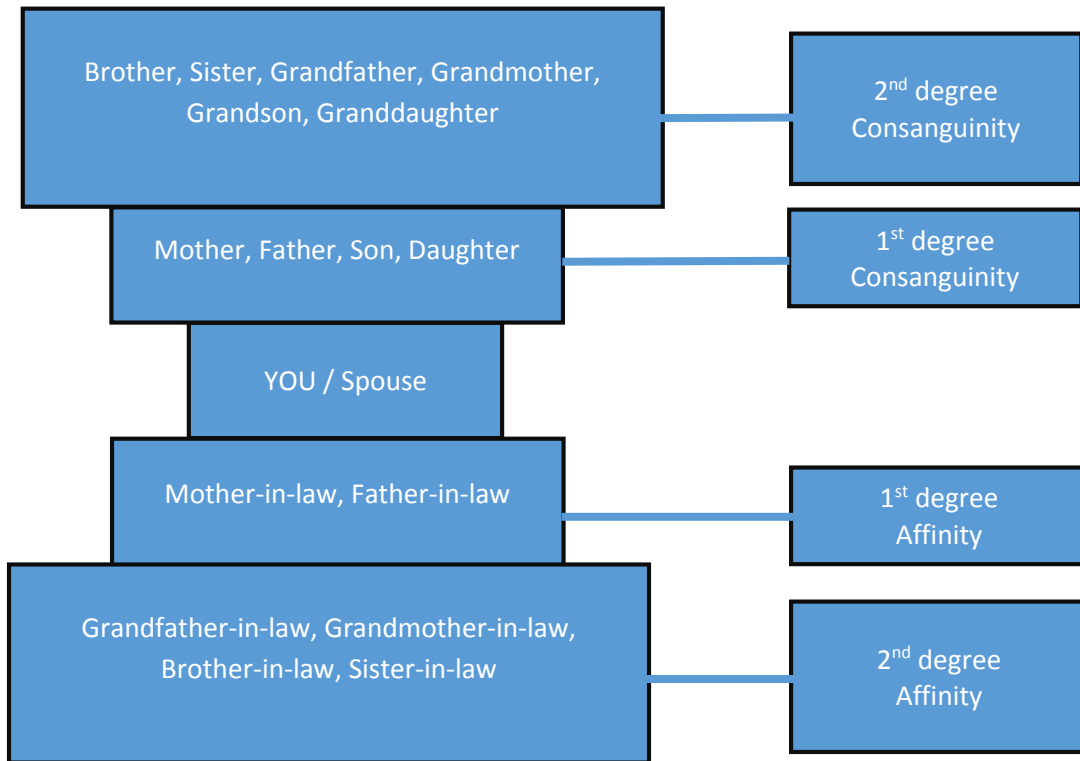 Brother, Sister, Grandfather, Grandmother,
Grandson, Granddaughter
2nd degree
Consanguinity
Mother, Father, Son, Daughter
1st degree
Consanguinity
YOU / Spouse
Mother-in-law, Father-in-law
1st degree
Affinity
Grandfather-in-law, Grandmother-in-law,
Brother-in-law, Sister-in-law
2nd degree
Affinity